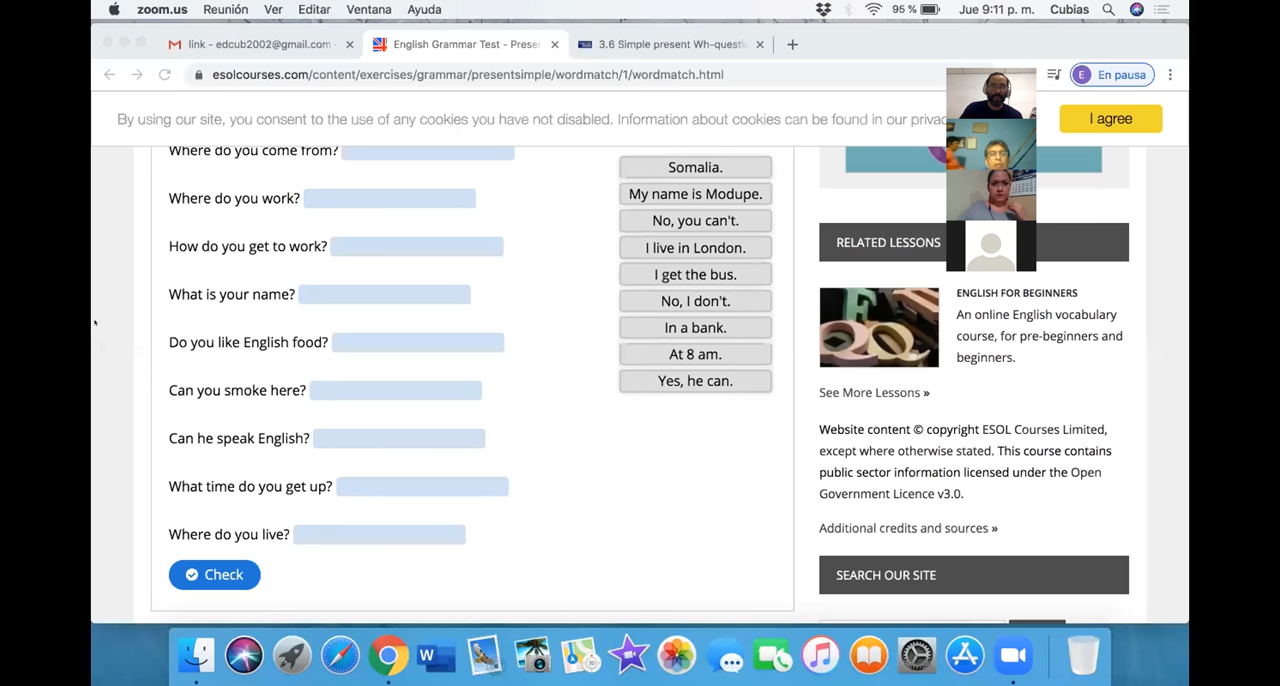 zoom.us Reunión Ver Editar Ventana Ayuda 95 % Jue 9:11 p. m. Cubias
link - edcub2002@gmail.com - English Grammar Test - Prese 3.6 Simple present Wh-questi
esolcourses.com/content/exercises/grammar/presentsimple/wordmatch/1/wordmatch.html E En pausa
By using our site, you consent to the use of any cookies you have not disabled. Information about cookies can be found in our privac I agree
Where do you come from?
Where do you work?
How do you get to work?
What is your name?
Do you like English food?
Can you smoke here?
Can he speak English?
What time do you get up?
Where do you live?
Check
Somalia.
My name is Modupe.
No, you can't.
I live in London.
I get the bus.
No, I don't.
In a bank.
At 8 am.
Yes, he can.
RELATED LESSONS
ENGLISH FOR BEGINNERS
An online English vocabulary
course, for pre-beginners and
beginners.
See More Lessons »
Website content © copyright ESOL Courses Limited,
except where otherwise stated. This course contains
public sector information licensed under the Open
Government Licence v3.0.
Additional credits and sources »
SEARCH OUR SITE
W